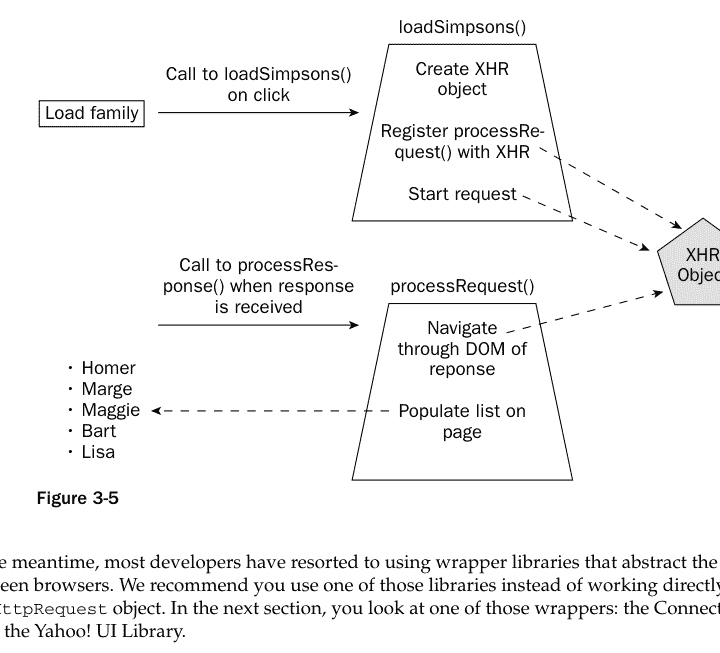 loadSimpsons()
Call to loadSimpsons()
on click
Load family
Create XHR
object
Register processRe-
quest() with XHR
Start request
XHR
Objec
Call to processRes-
ponse() when response
is received
processRequest()
Navigate
through DOM of
reponse
Populate list on
page
· Homer
· Marge
· Maggie
· Bart
· Lisa
Figure 3-5
e meantime, most developers have resorted to using wrapper libraries that abstract the
een browsers. We recommend you use one of those libraries instead of working directly
HttpRequest object. In the next section, you look at one of those wrappers: the Connect
the Yahoo! UI Library.